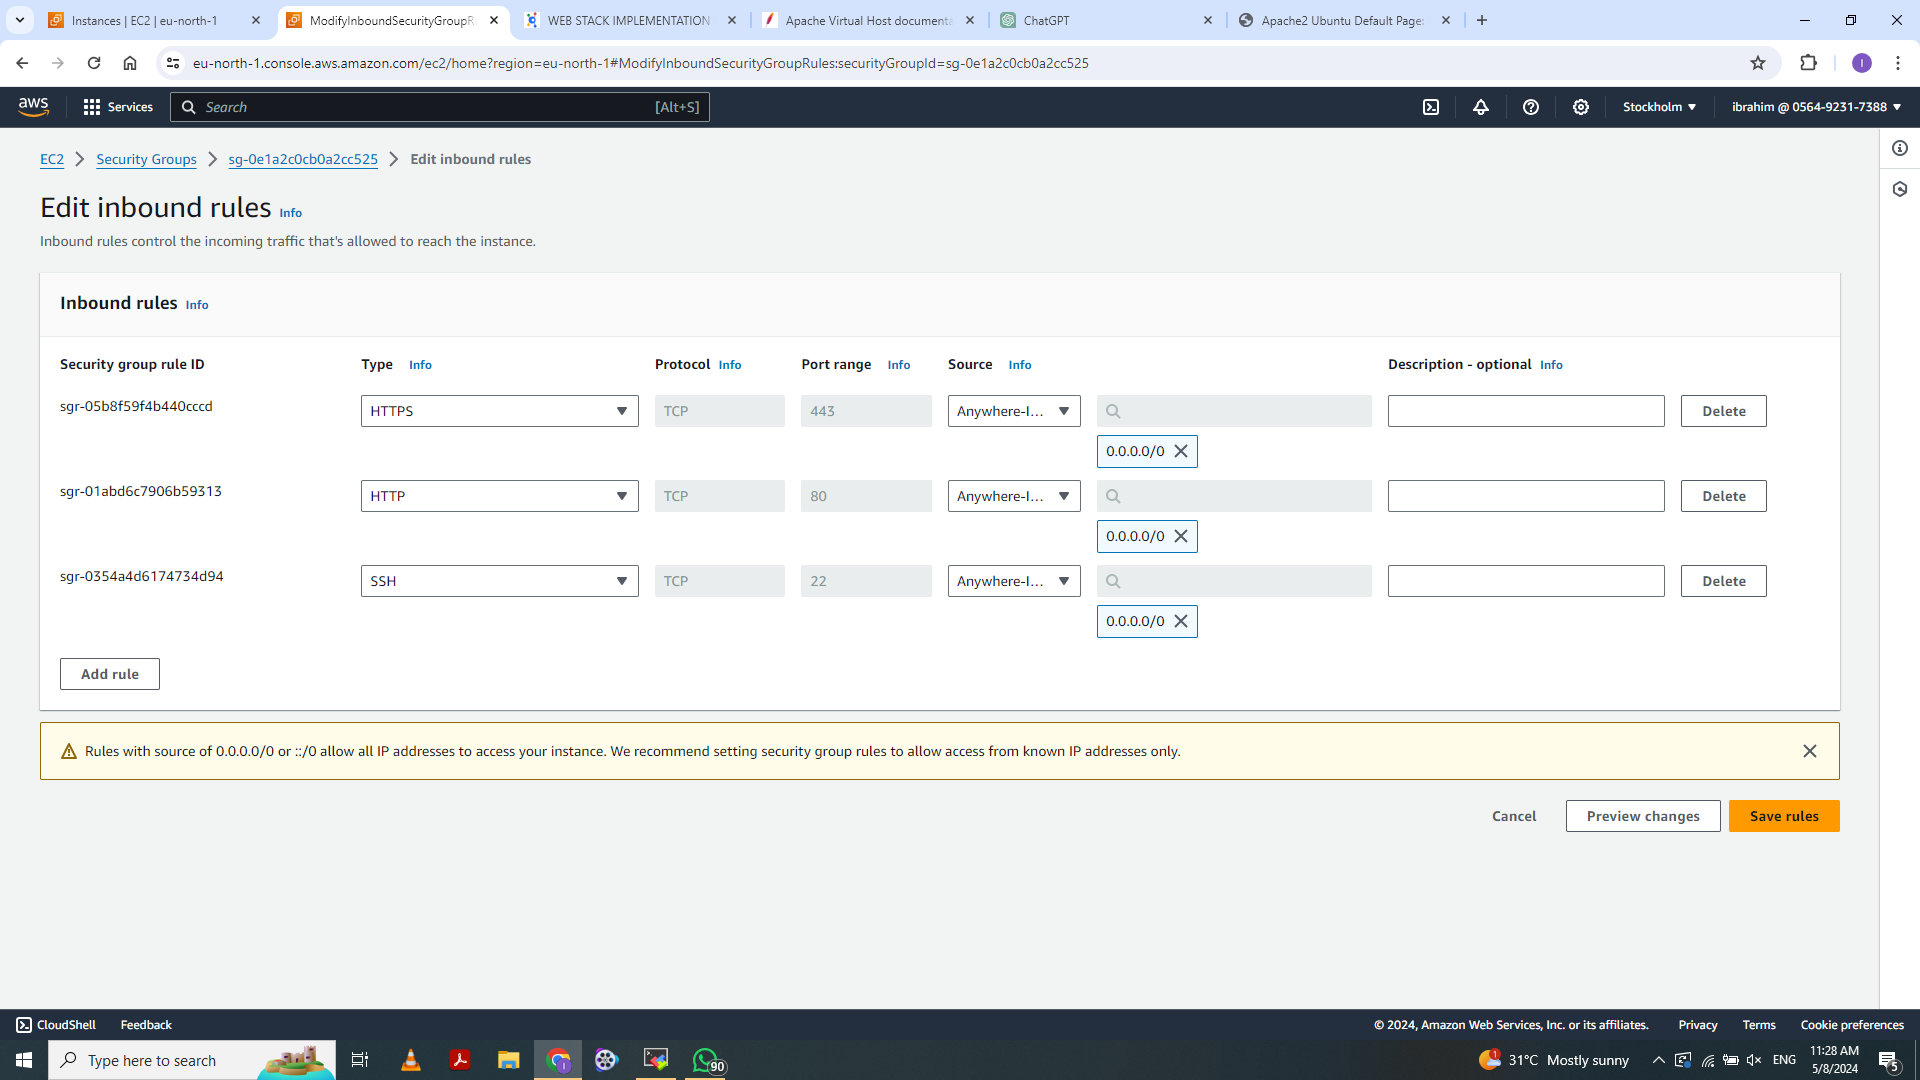 Instances | EC2 | eu-north-1
ModifyInboundSecurityGroupRu
WEB STACK IMPLEMENTATION
Apache Virtual Host documenta
ChatGPT
Apache2 Ubuntu Default Page:
eu-north-1.console.aws.amazon.com/ec2/home?region=eu-north-1#ModifyInboundSecurityGroupRules:securityGroupId=sg-0e1a2c0cb0a2cc525
I
aws
Services
Search
[Alt+S]
Stockholm
ibrahim @ 0564-9231-7388
EC2
Security Groups
sg-0e1a2c0cb0a2cc525
Edit inbound rules
Edit inbound rules Info
Inbound rules control the incoming traffic that's allowed to reach the instance.
Inbound rules Info
Security group rule ID
Type Info
Protocol Info
Port range Info
Source Info
Description - optional Info
sgr-05b8f59f4b440cccd
HTTPS
TCP
443
Anywhere-I...
Delete
0.0.0.0/0
sgr-01abd6c7906b59313
HTTP
TCP
80
Anywhere-I...
Delete
0.0.0.0/0
sgr-0354a4d6174734d94
SSH
TCP
22
Anywhere-I...
Delete
0.0.0.0/0
Add rule
Rules with source of 0.0.0.0/0 or ::/0 allow all IP addresses to access your instance. We recommend setting security group rules to allow access from known IP addresses only.
Cancel
Preview changes
Save rules
CloudShell
Feedback
© 2024, Amazon Web Services, Inc. or its affiliates.
Privacy
Terms
Cookie preferences
Type here to search
90
1
31°C Mostly sunny
ENG
11:28 AM
5/8/2024
5